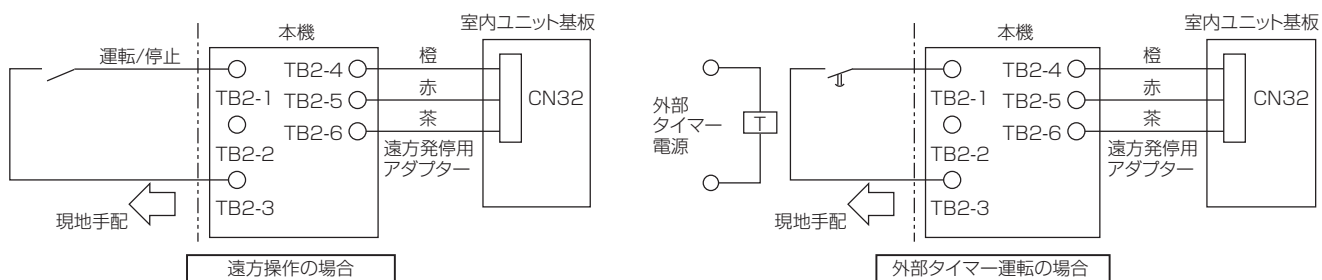 本機
室内ユニット基板
運転/停止
TB2-4
橙
TB2-1
TB2-5
赤
CN32
TB2-6
茶
TB2-2
遠方発停用
アダプター
TB2-3
現地手配
遠方操作の場合
本機
室内ユニット基板
TB2-4
橙
外部
タイマー
電源
T
TB2-1
TB2-5
赤
CN32
TB2-6
茶
TB2-2
遠方発停用
アダプター
TB2-3
現地手配
外部タイマー運転の場合